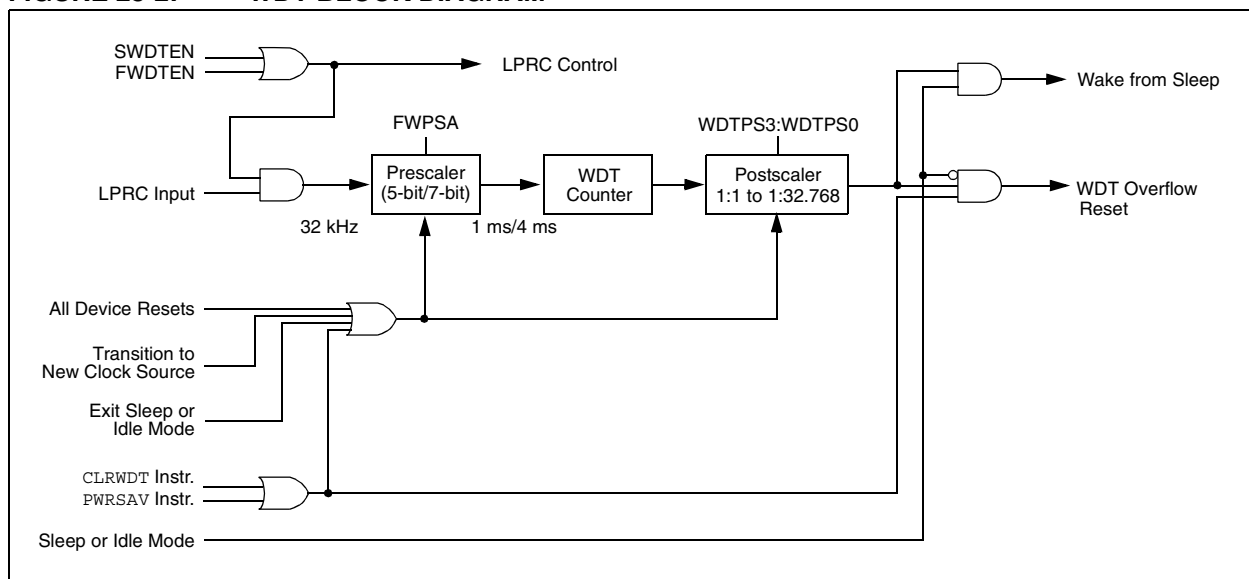 SWDTEN
FWDTEN
LPRC Control
Wake from Sleep
FWPSA
WDTPS3:WDTPS0
LPRC Input
Prescaler
(5-bit/7-bit)
WDT
Counter
Postscaler
1:1 to 1:32.768
WDT Overflow
Reset
32 kHz
1 ms/4 ms
All Device Resets
Transition to
New Clock Source
Exit Sleep or
Idle Mode
CLRWDT Instr.
PWRSAV Instr.
Sleep or Idle Mode